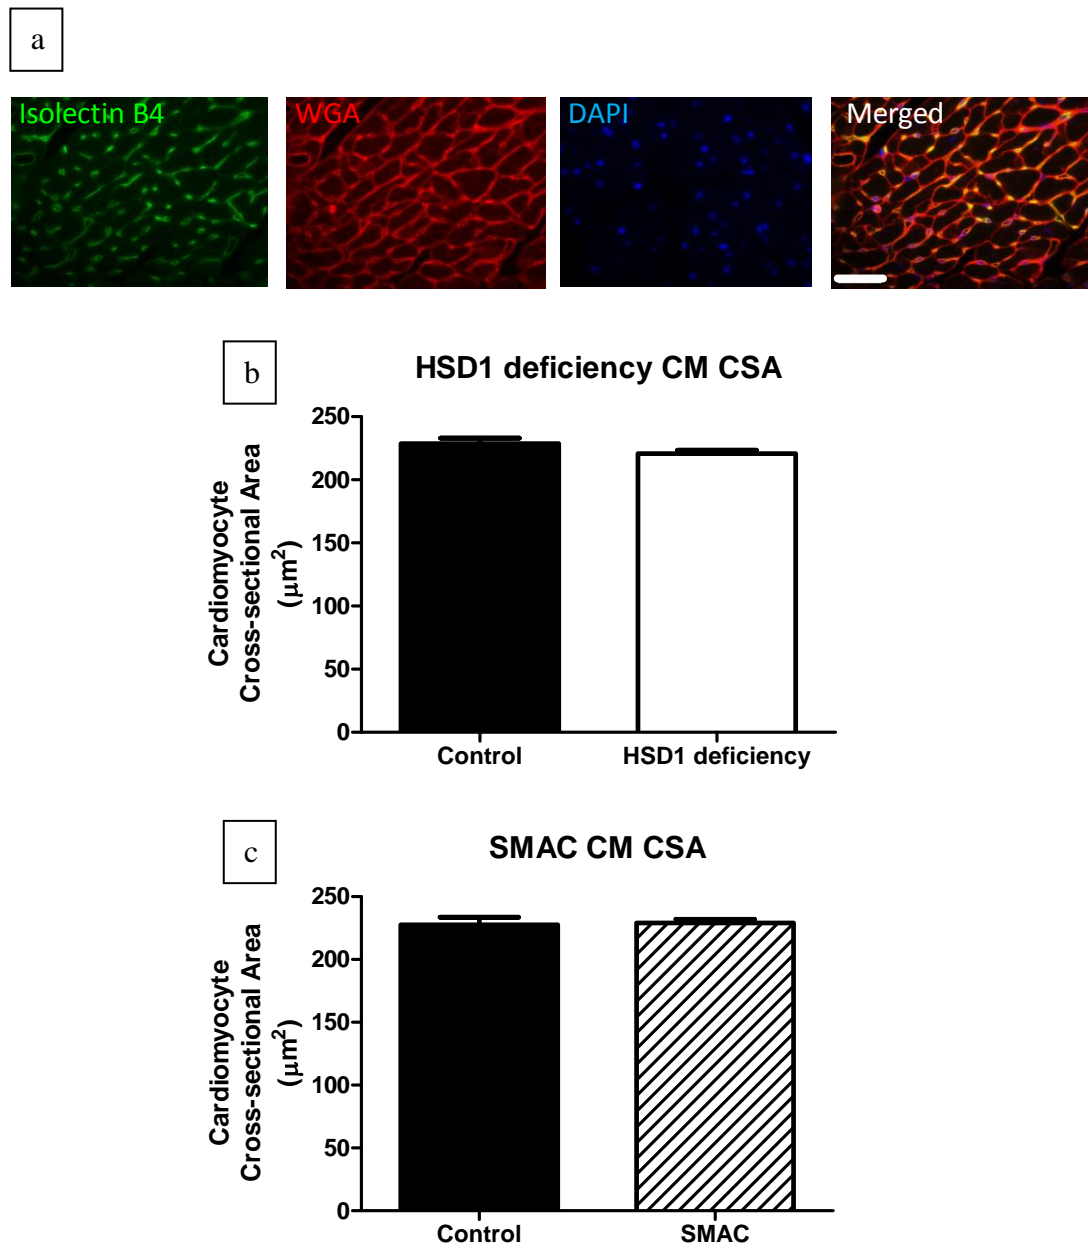 a
Isolectin B4
WGA
DAPI
Merged
b
HSD1 deficiency CM CSA
Cardiomyocyte
Cross-sectional Area
(μm²)
250
200
150
100
50
0
Control
HSD1 deficiency
c
SMAC CM CSA
Cardiomyocyte
Cross-sectional Area
(μm²)
250
200
150
100
50
0
Control
SMAC